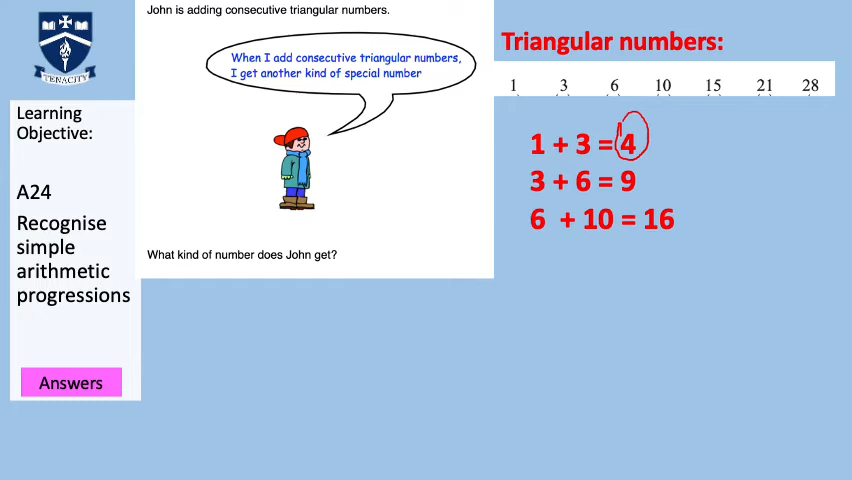 TENACITY
Learning
Objective:
A24
Recognise
simple
arithmetic
progressions
Answers
John is adding consecutive triangular numbers.
When I add consecutive triangular numbers,
I get another kind of special number
What kind of number does John get?
Triangular numbers:
1 3 6 10 15 21 28
1 + 3 = 4
3 + 6 = 9
6 + 10 = 16